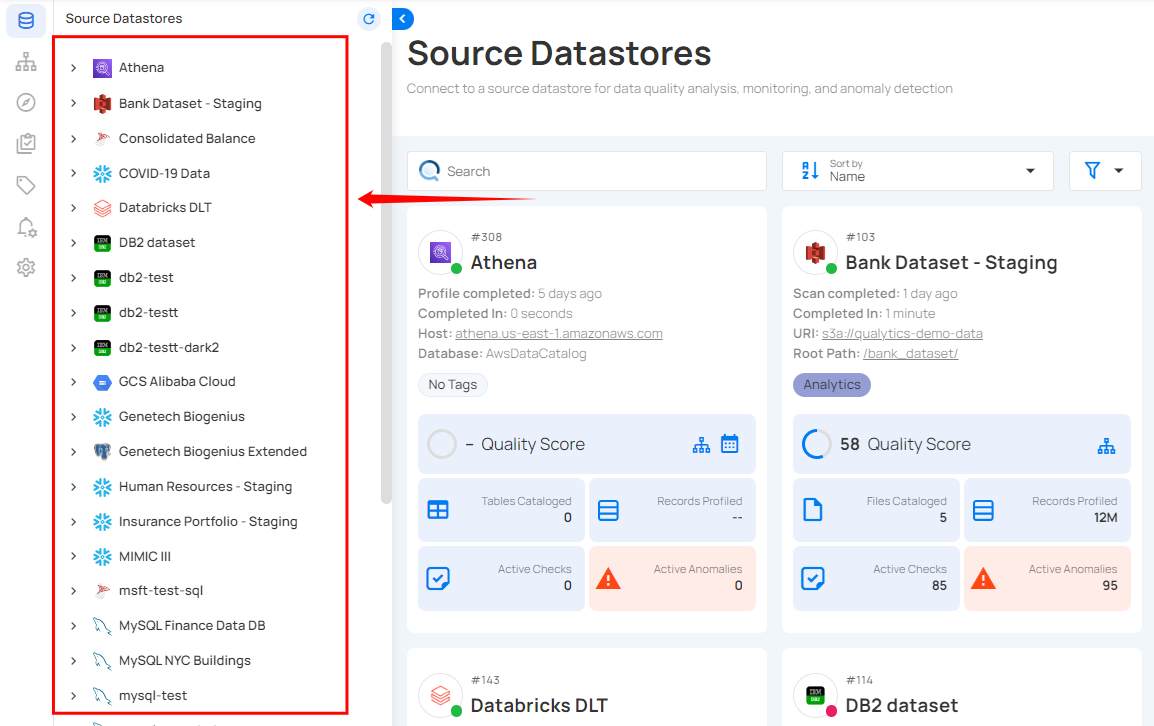 Source Datastores
Athena
Bank Dataset - Staging
Consolidated Balance
COVID-19 Data
Databricks DLT
DB2 dataset
db2-test
db2-testt
db2-testt-dark2
GCS Alibaba Cloud
Genetech Biogenius
Genetech Biogenius Extended
Human Resources - Staging
Insurance Portfolio - Staging
MIMIC III
msft-test-sql
MySQL Finance Data DB
MySQL NYC Buildings
mysql-test
Source Datastores
Connect to a source datastore for data quality analysis, monitoring, and anomaly detection
Search
Sort by
Name
#308
Athena
Profile completed: 5 days ago
Completed In: 0 seconds
Host: athena.us-east-1.amazonaws.com
Database: AwsDataCatalog
No Tags
– Quality Score
Tables Cataloged
0
Records Profiled
--
Active Checks
0
Active Anomalies
0
#103
Bank Dataset - Staging
Scan completed: 1 day ago
Completed In: 1 minute
URI: s3a://qualytics-demo-data
Root Path: /bank_dataset/
Analytics
58 Quality Score
Files Cataloged
5
Records Profiled
12M
Active Checks
85
Active Anomalies
95
#143
Databricks DLT
#114
DB2 dataset